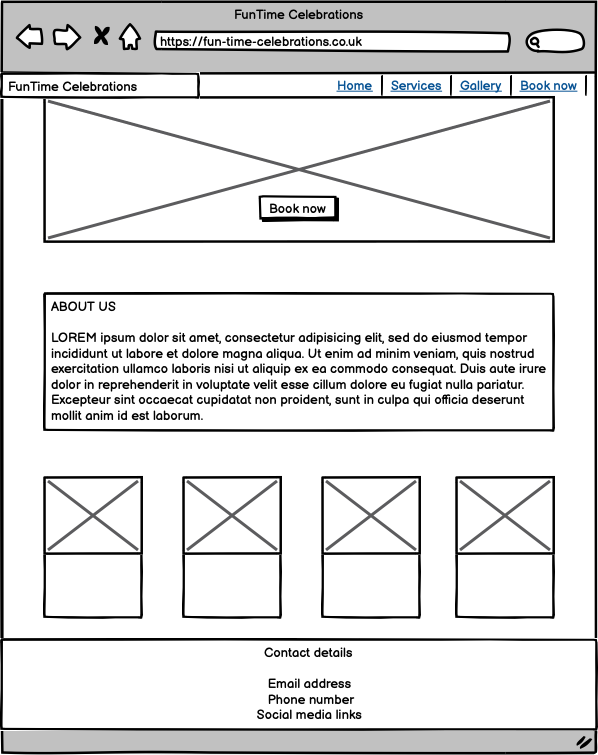 FunTime Celebrations
https://fun-time-celebrations.co.uk
FunTime Celebrations
Home
Services
Gallery
Book now
Book now
ABOUT US
LOREM ipsum dolor sit amet, consectetur adipisicing elit, sed do eiusmod tempor
incididunt ut labore et dolore magna aliqua. Ut enim ad minim veniam, quis nostrud
exercitation ullamco laboris nisi ut aliquip ex ea commodo consequat. Duis aute irure
dolor in reprehenderit in voluptate velit esse cillum dolore eu fugiat nulla pariatur.
Excepteur sint occaecat cupidatat non proident, sunt in culpa qui officia deserunt
mollit anim id est laborum.
Contact details
Email address
Phone number
Social media links